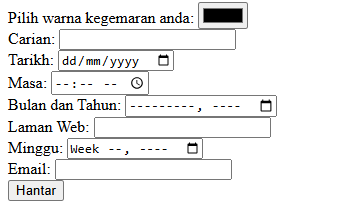 Pilih warna kegemaran anda:
Carian:
Tarikh: dd/mm/yyyy
Masa: --:-- --
Bulan dan Tahun: ---------, ----
Laman Web:
Minggu: Week --, ----
Email:
Hantar